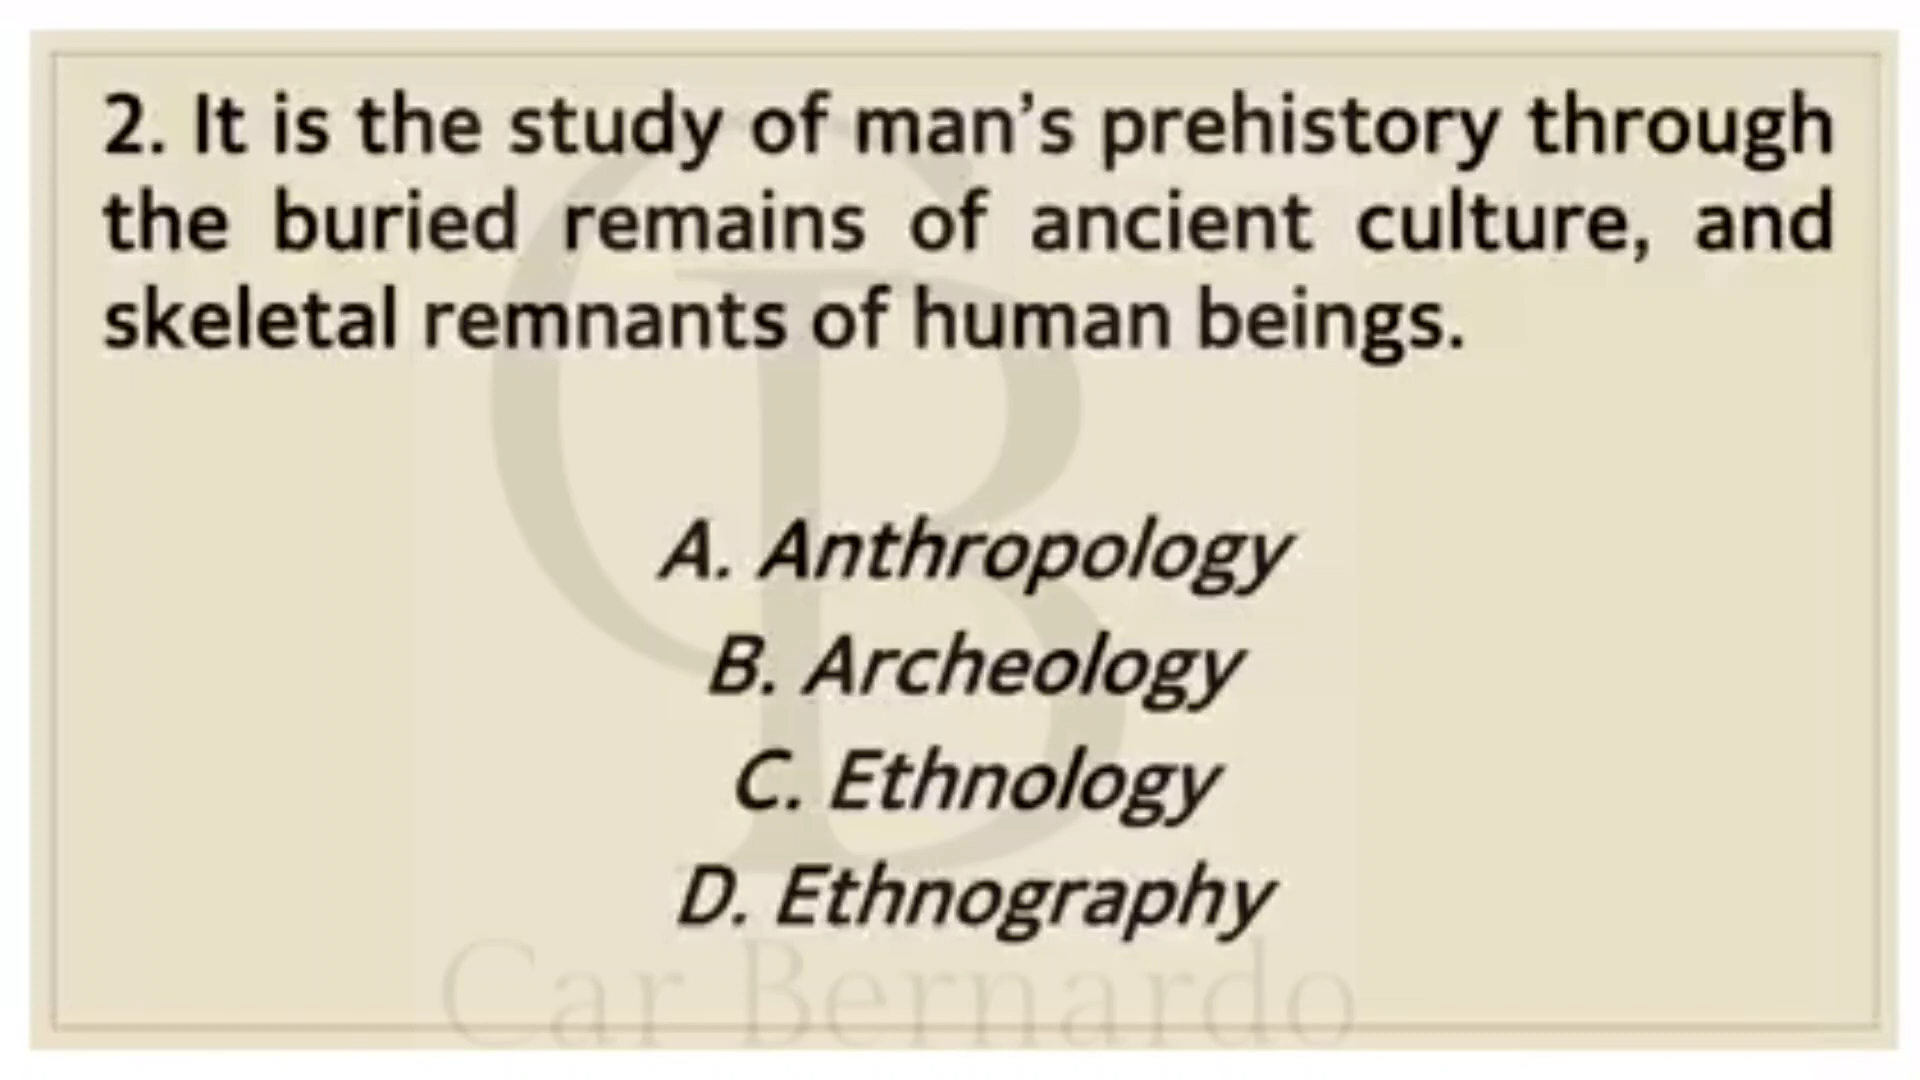 2. It is the study of man’s prehistory through
the buried remains of ancient culture, and
skeletal remnants of human beings.
A. Anthropology
B. Archeology
C. Ethnology
D. Ethnography
Car Bernardo